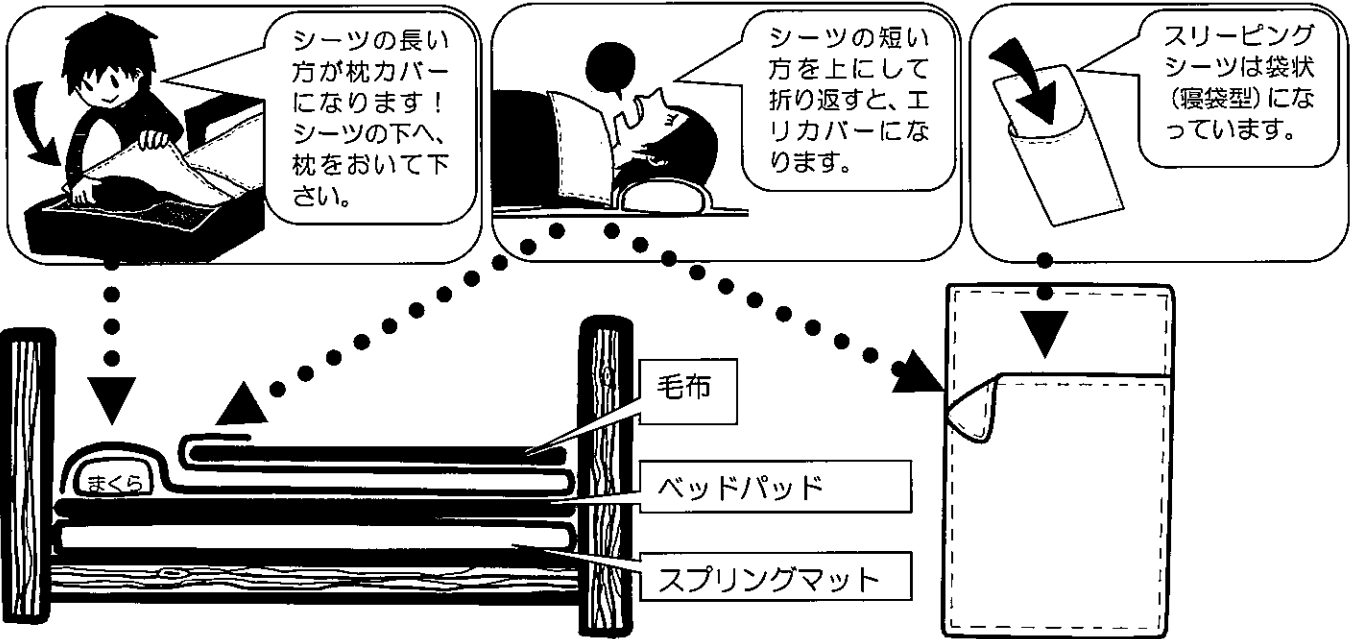 シーツの長い
方が枕カバー
になります！
シーツの下へ、
枕をおいて下
さい。
シーツの短い
方を上にして
折り返すと、エ
リカバーにな
ります。
スリーピング
シーツは袋状
（寝袋型）にな
っています。
毛布
まくら
ベッドパッド
スプリングマット